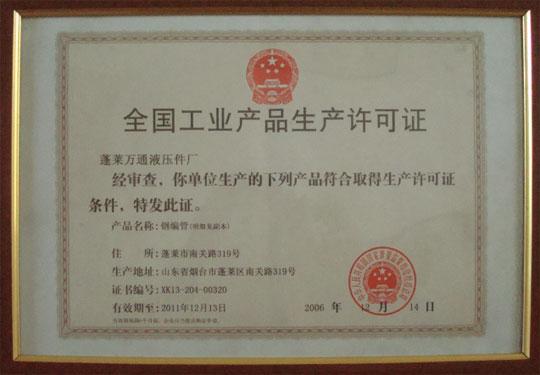 全国工业产品生产许可证
蓬莱万通液压件厂
经审查，你单位生产的下列产品符合取得生产许可证
条件，特发此证。
产品名称：钢编管(明细见副本)
住　　所：蓬莱市南关路319号
生产地址：山东省烟台市蓬莱区南关路319号
证书编号：XK13-204-00320
有效期至：2011年12月13日
2006 年 12 月 14 日